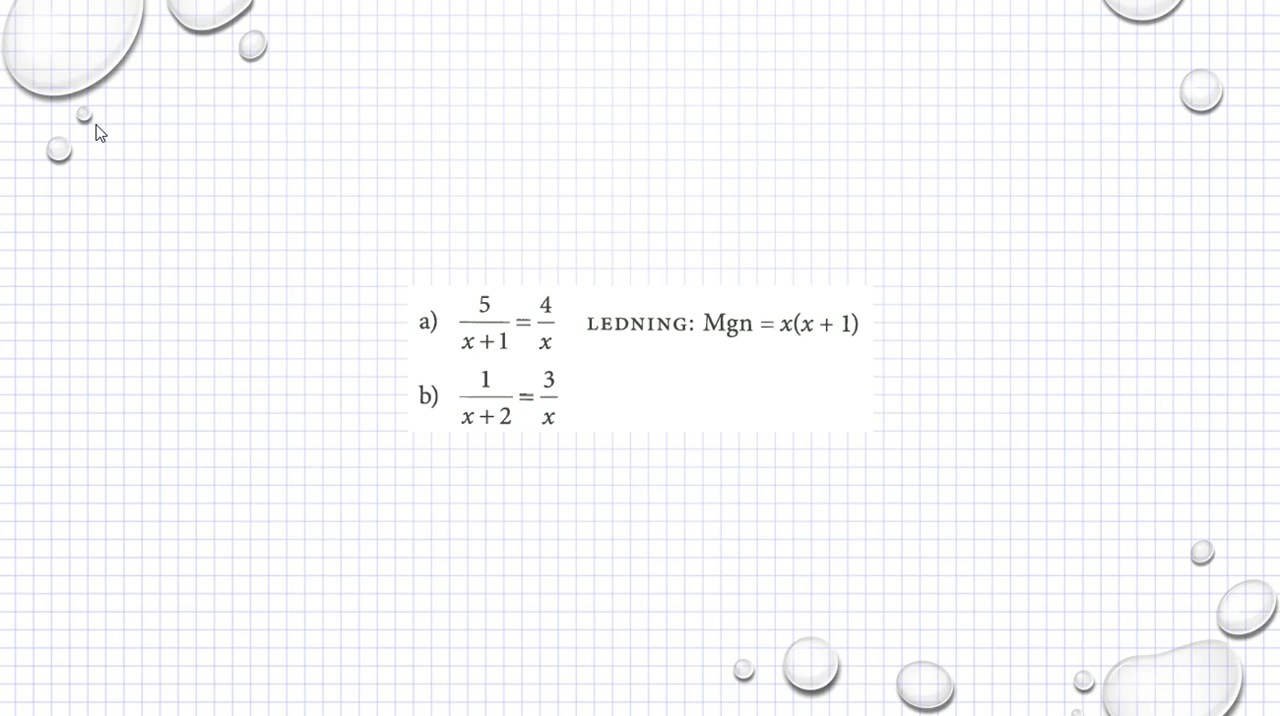 a) 5/(x+1) = 4/x LEDNING: Mgn = x(x + 1)
b) 1/(x+2) = 3/x